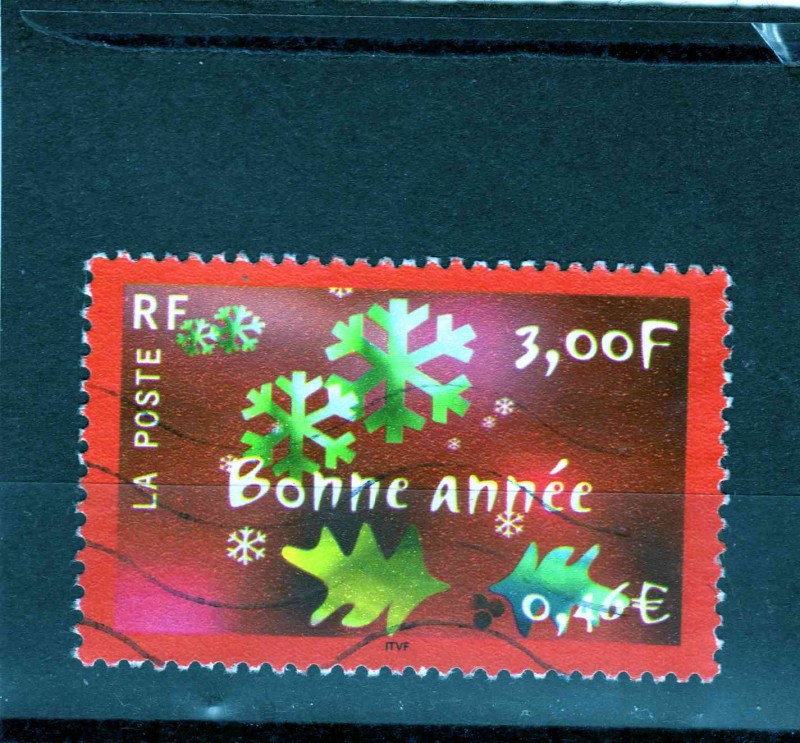 RF
3,00F
LA POSTE
Bonne année
0,46€
ITVF